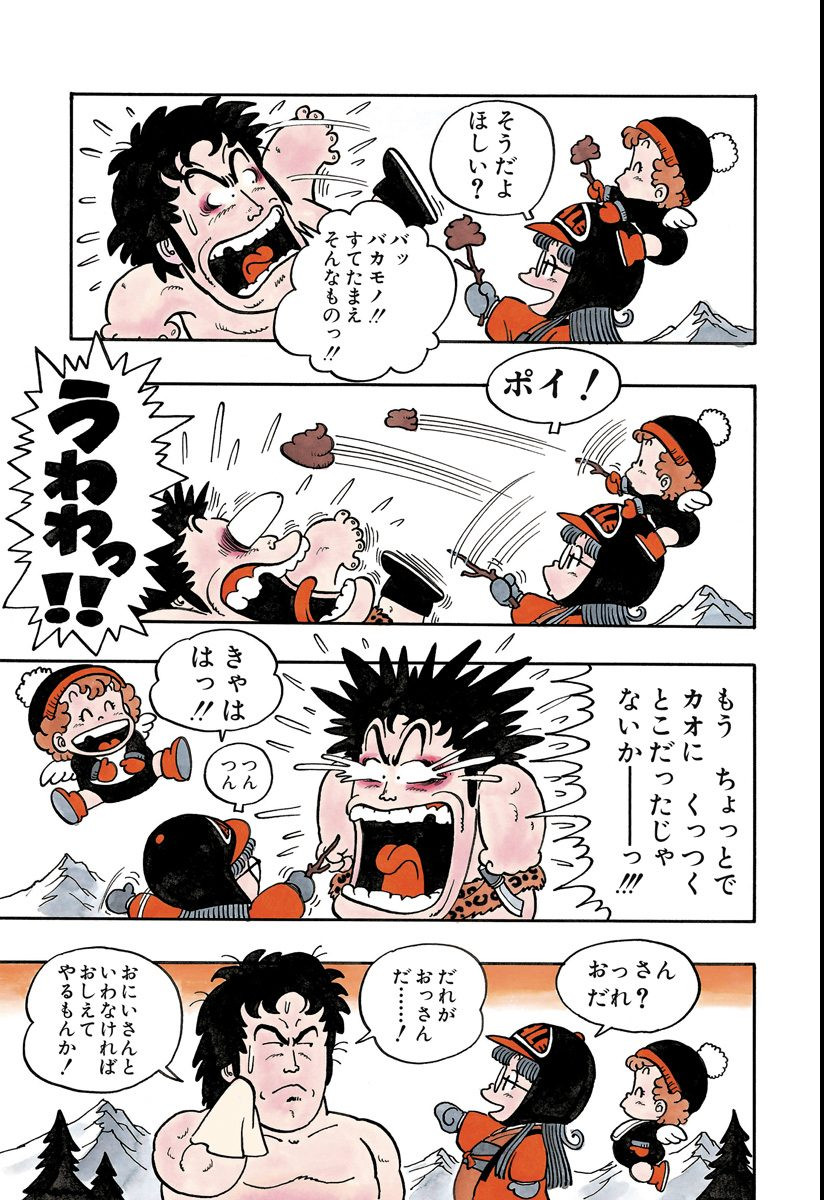 そうだよ
ほしい？
バッ
バカモノ!!
すててたまえ
そんなものっ!!
ポイ！
うわわっ!!
もう ちょっとで
カオに くっつく
とこだったじゃ
ないか――っ!!!
きゃは
はっ!!
つん
つん
おっさん
だれ？
だれが
おっさん
だ……！
おにいさんと
いわなければ
おしえて
やるもんか！